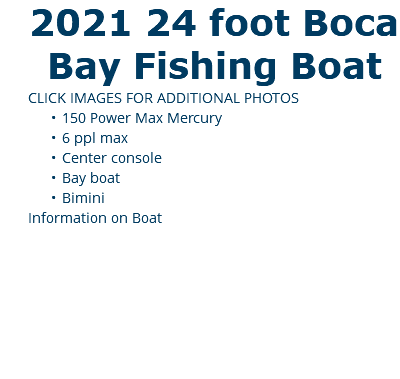 2021 24 foot Boca
Bay Fishing Boat
CLICK IMAGES FOR ADDITIONAL PHOTOS
• 150 Power Max Mercury
• 6 ppl max
• Center console
• Bay boat
• Bimini
Information on Boat